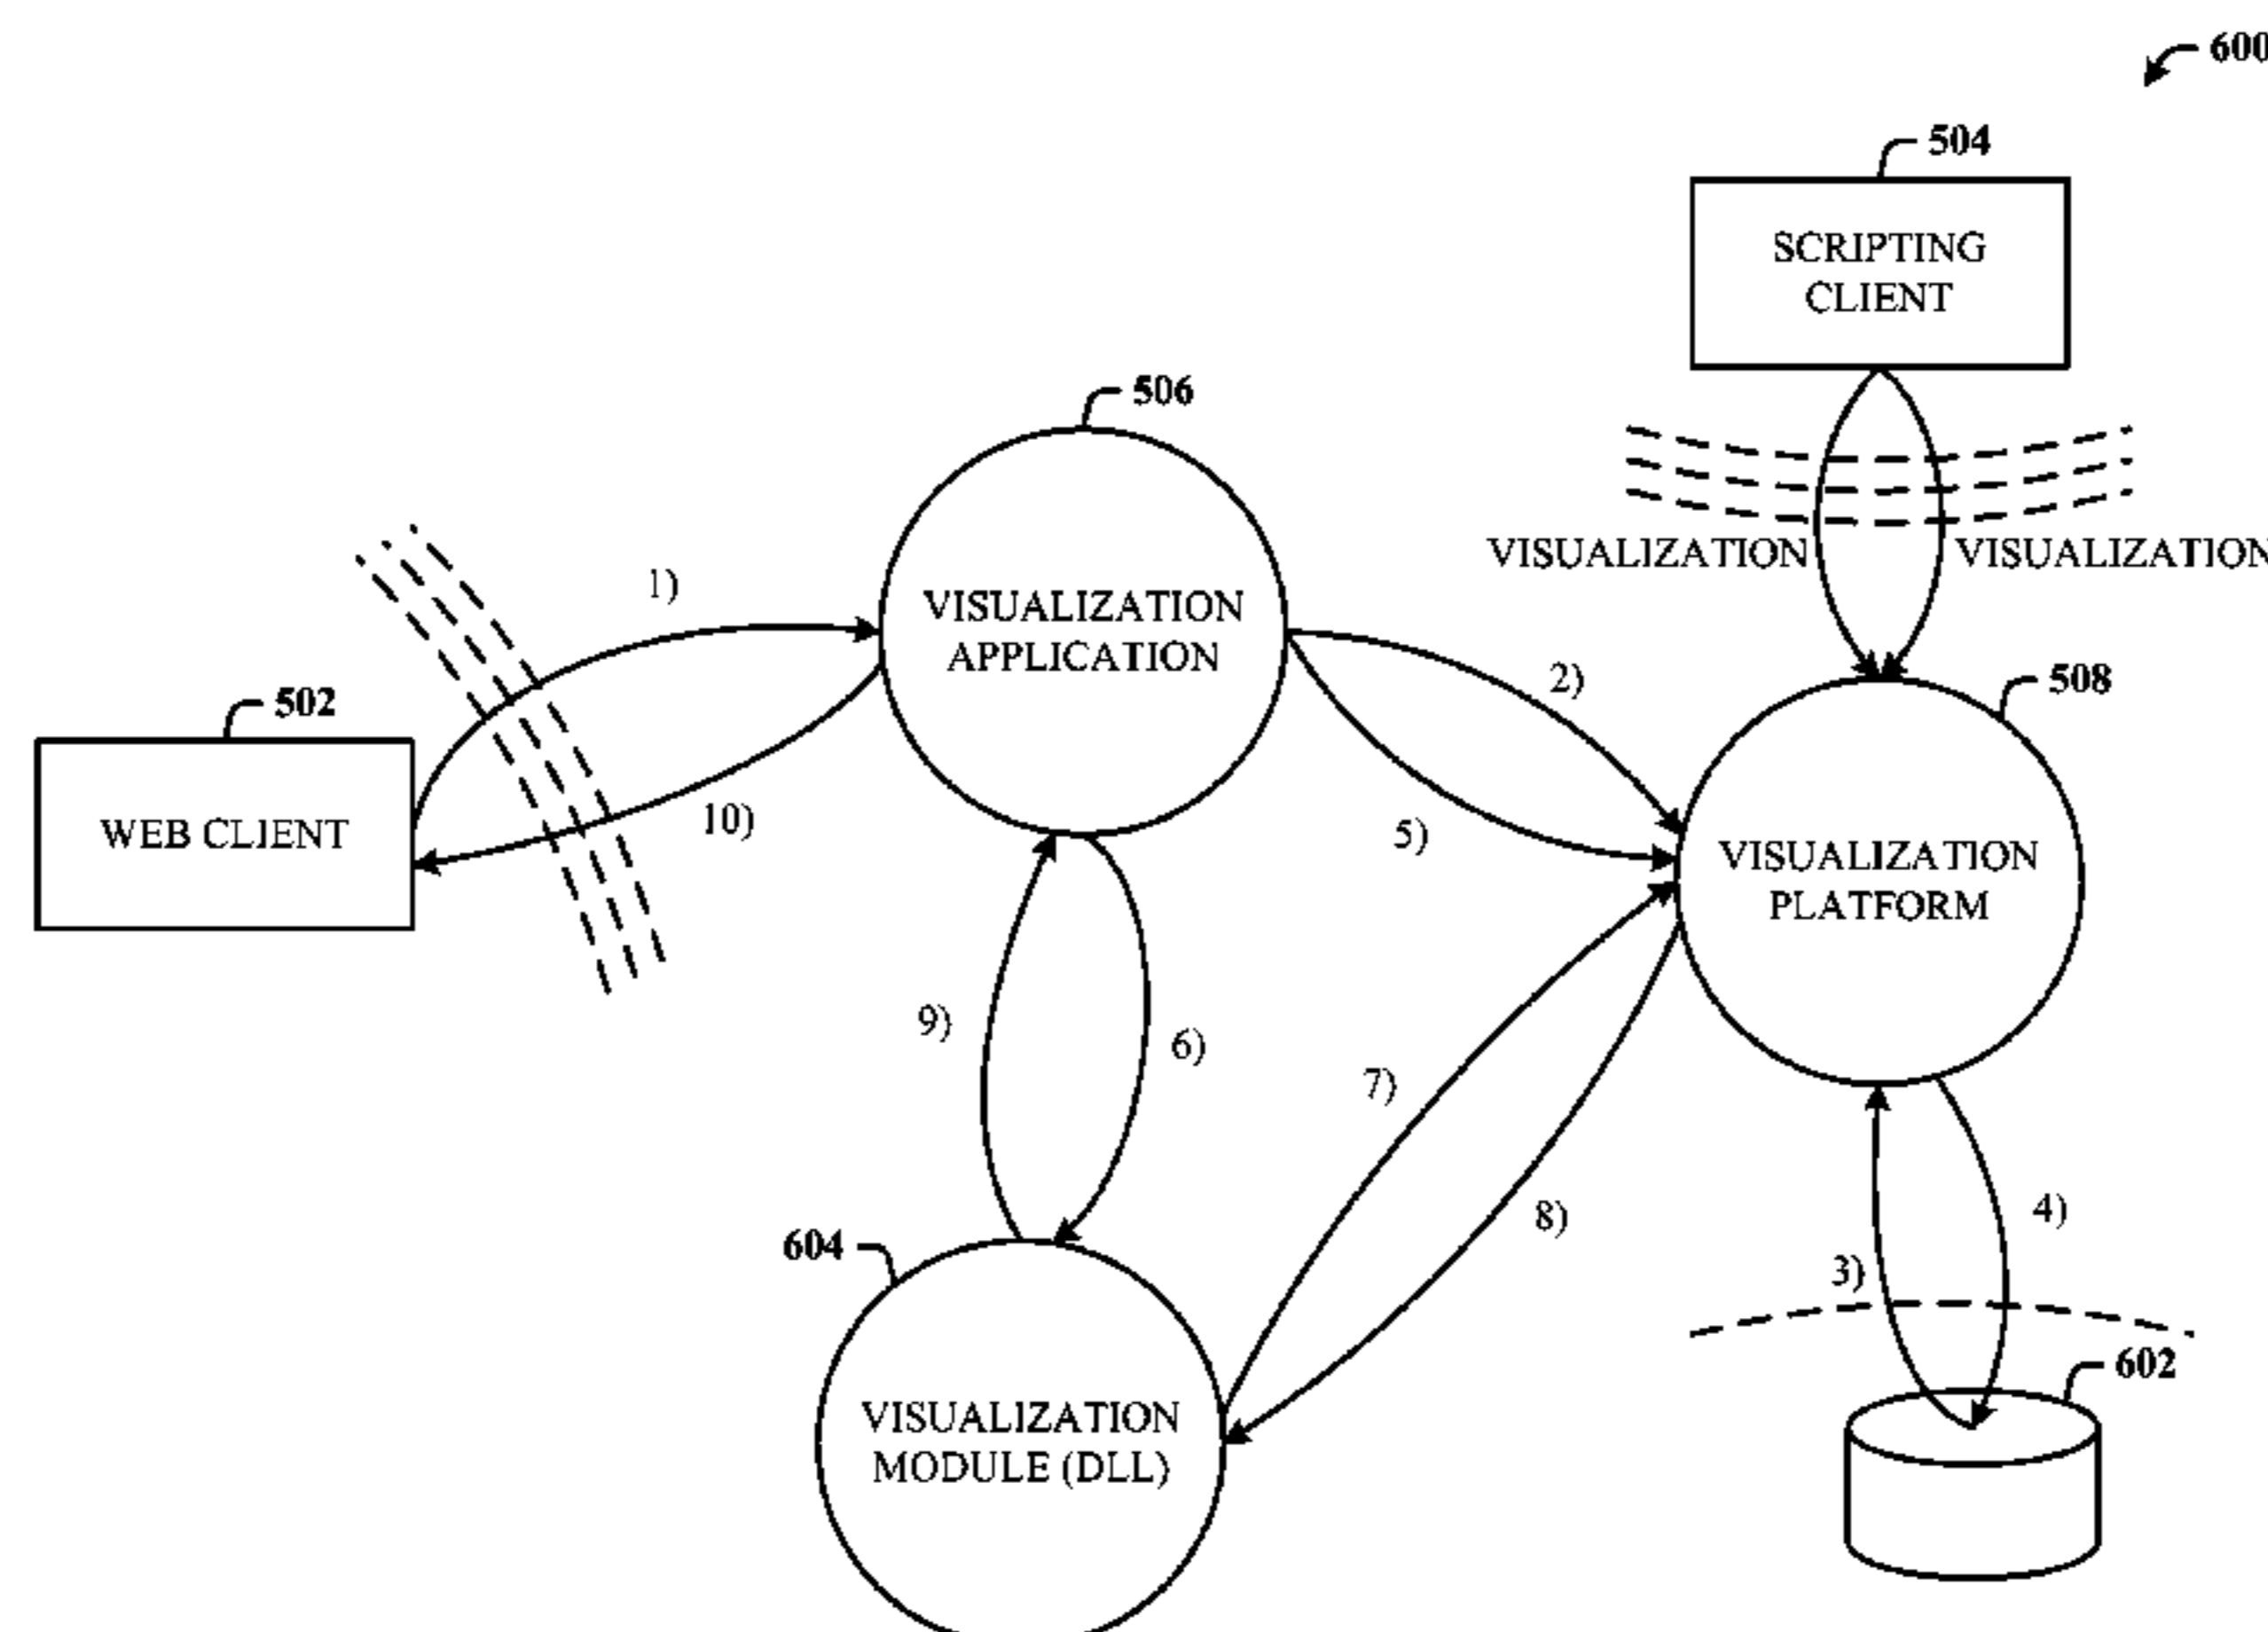 600
504
SCRIPTING
CLIENT
506
VISUALIZATION
VISUALIZATION
1)
VISUALIZATION
APPLICATION
2)
508
502
WEB CLIENT
10)
5)
VISUALIZATION
PLATFORM
9)
6)
7)
8)
4)
604
3)
602
VISUALIZATION
MODULE (DLL)